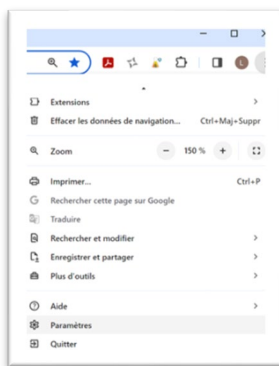 Extensions
Effacer les données de navigation... Ctrl+Maj+Suppr
Zoom - 150 % +
Imprimer... Ctrl+P
Rechercher cette page sur Google
Traduire
Rechercher et modifier
Enregistrer et partager
Plus d'outils
Aide
Paramètres
Quitter